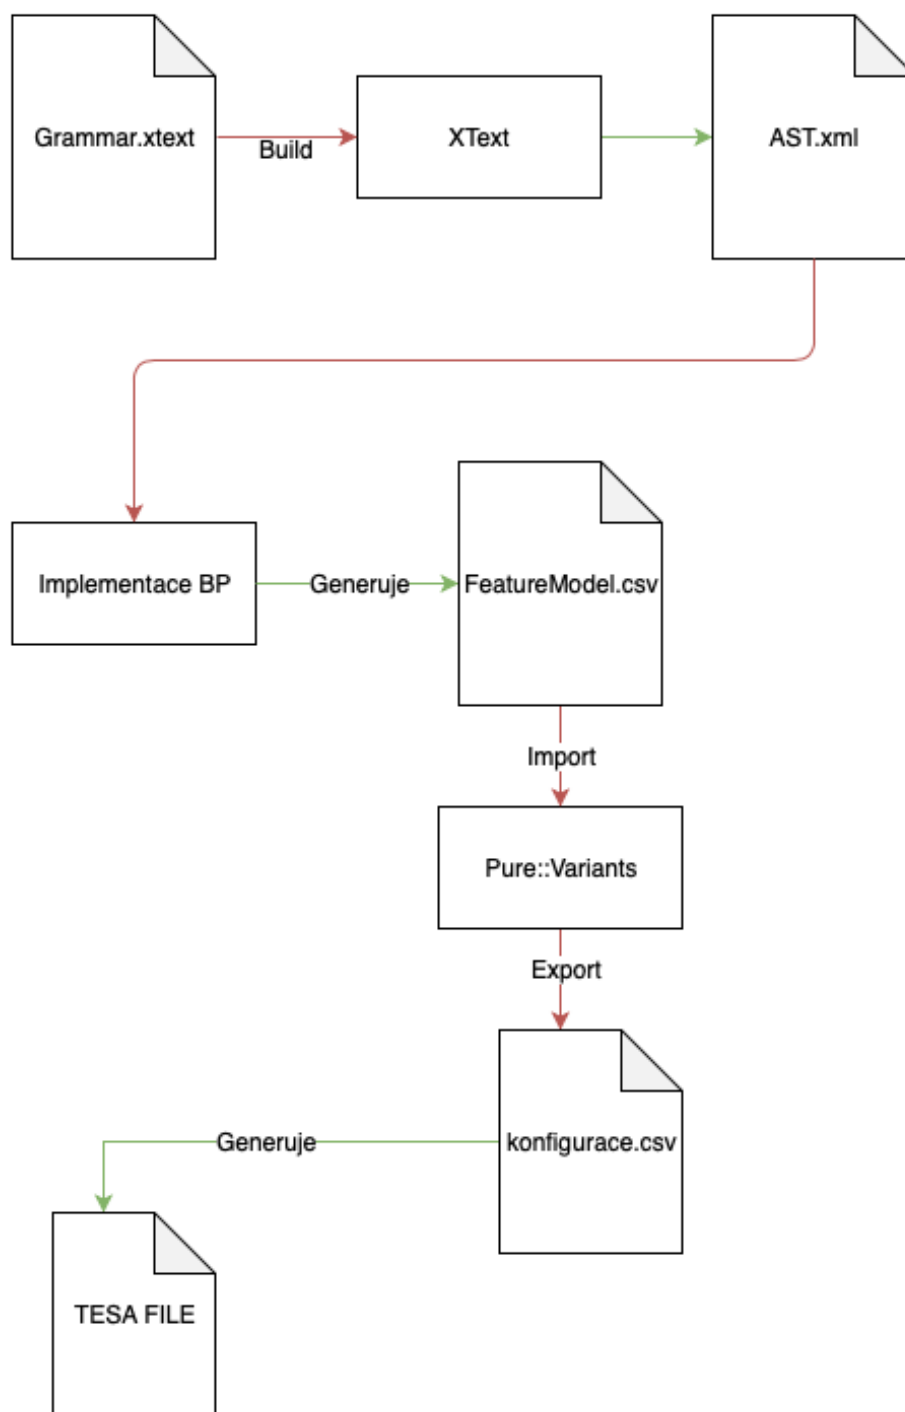 Grammar.xtext
Build
XText
AST.xml
Implementace BP
Generuje
FeatureModel.csv
Import
Pure::Variants
Export
Generuje
konfigurace.csv
TESA FILE